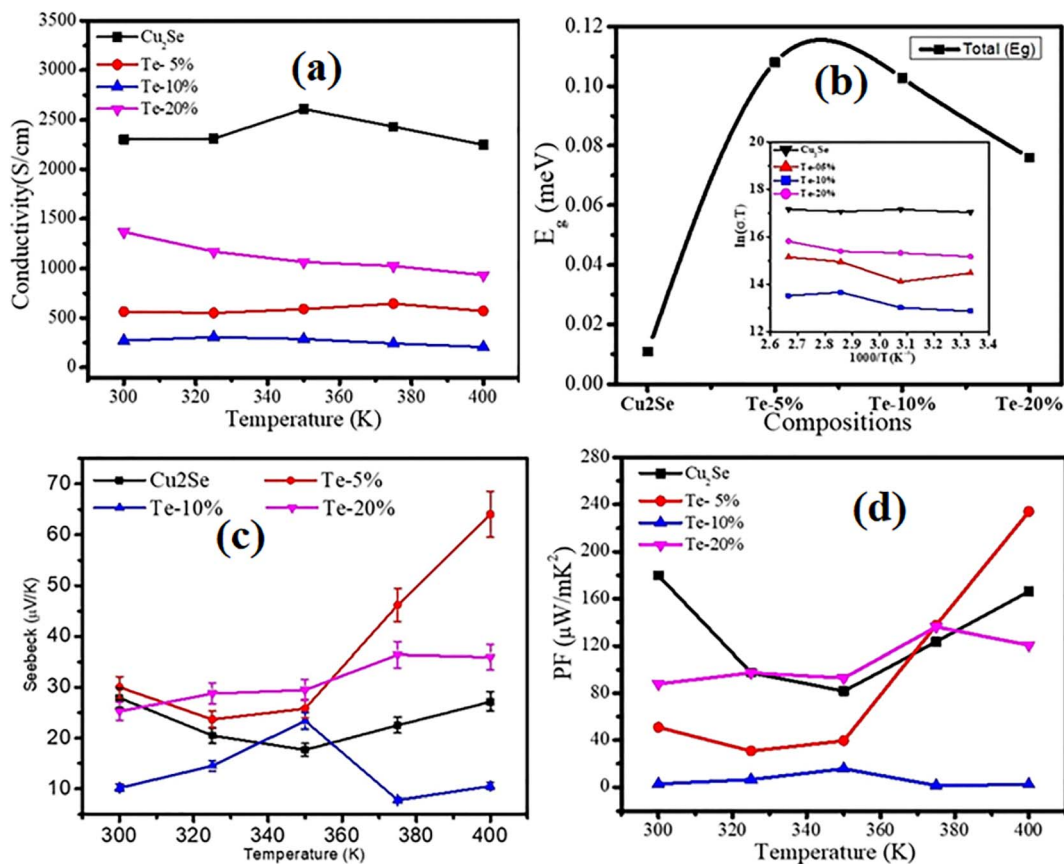 (a)
Cu₂Se
Te- 5%
Te-10%
Te-20%
3500
3000
2500
2000
1500
1000
500
0
Conductivity(S/cm)
300 320 340 360 380 400
Temperature (K)
(b)
Total (Eg)
0.12
0.10
0.08
0.06
0.04
0.02
0.00
E_g (meV)
Cu2Se Te-5% Te-10% Te-20%
Compositions
Cu₂Se
Te-05%
Te-10%
Te-20%
20
18
16
14
12
ln(σ.T)
2.6 2.7 2.8 2.9 3.0 3.1 3.2 3.3 3.4
1000/T (K⁻¹)
(c)
Cu2Se Te-5%
Te-10% Te-20%
70
60
50
40
30
20
10
Seebeck (μV/K)
300 320 340 360 380 400
Temperature (K)
(d)
Cu₂Se
Te- 5%
Te-10%
Te-20%
280
240
200
160
120
80
40
0
PF (μW/mK²)
300 320 340 360 380 400
Temperature (K)